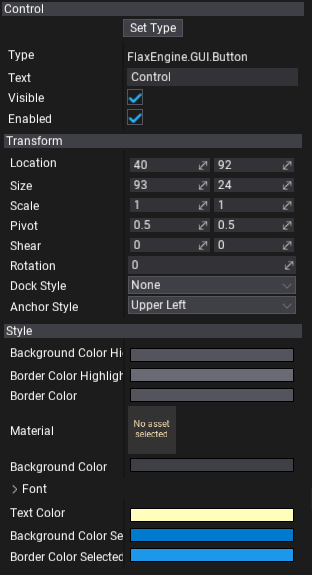 Control
Set Type
Type FlaxEngine.GUI.Button
Text Control
Visible
Enabled
Transform
Location 40 92
Size 93 24
Scale 1 1
Pivot 0.5 0.5
Shear 0 0
Rotation 0
Dock Style None
Anchor Style Upper Left
Style
Background Color Hi
Border Color Highligh
Border Color
Material No asset
selected
Background Color
> Font
Text Color
Background Color Se
Border Color Selected